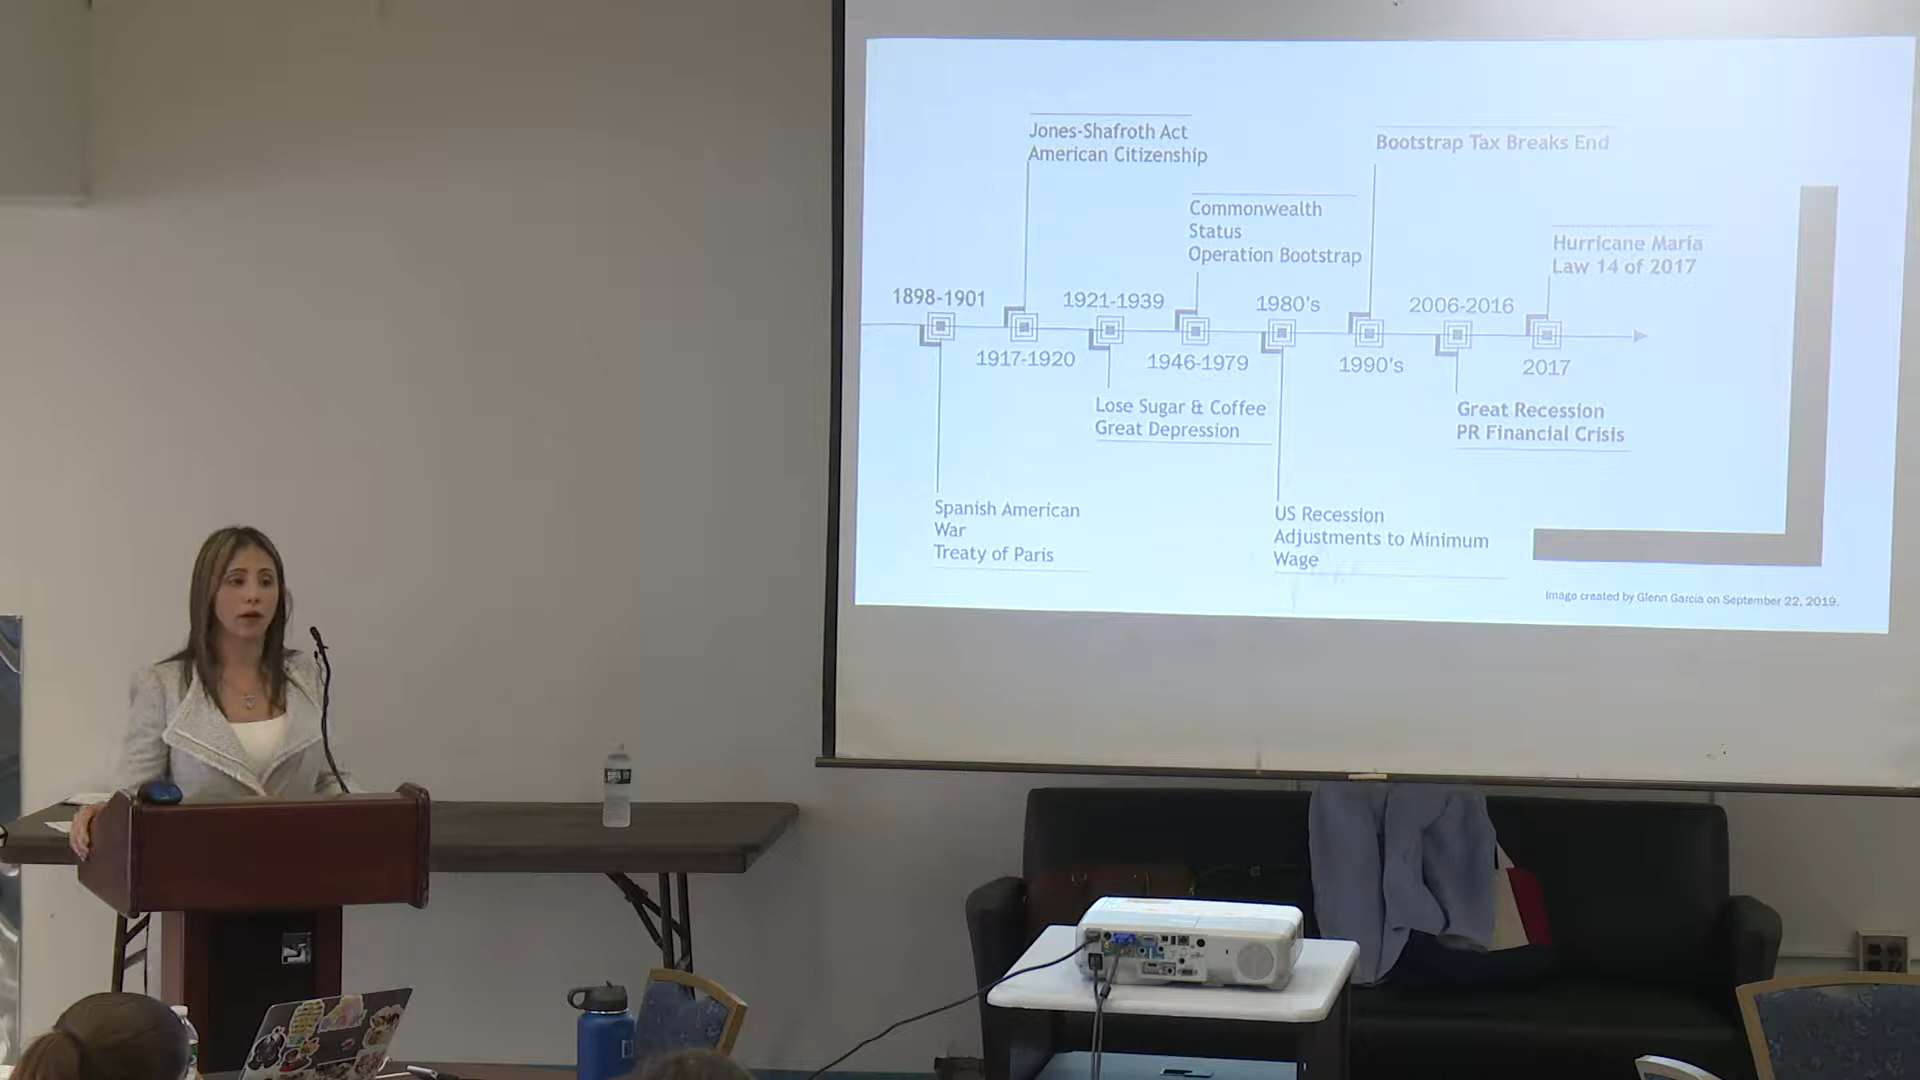 Jones-Shafroth Act
American Citizenship
Bootstrap Tax Breaks End
Commonwealth
Status
Operation Bootstrap
Hurricane María
Law 14 of 2017
1898-1901
1921-1939
1980's
2006-2016
1917-1920
1946-1979
1990's
2017
Lose Sugar & Coffee
Great Depression
Great Recession
PR Financial Crisis
Spanish American
War
Treaty of Paris
US Recession
Adjustments to Minimum
Wage
Image created by Glenn Garcia on September 22, 2019.